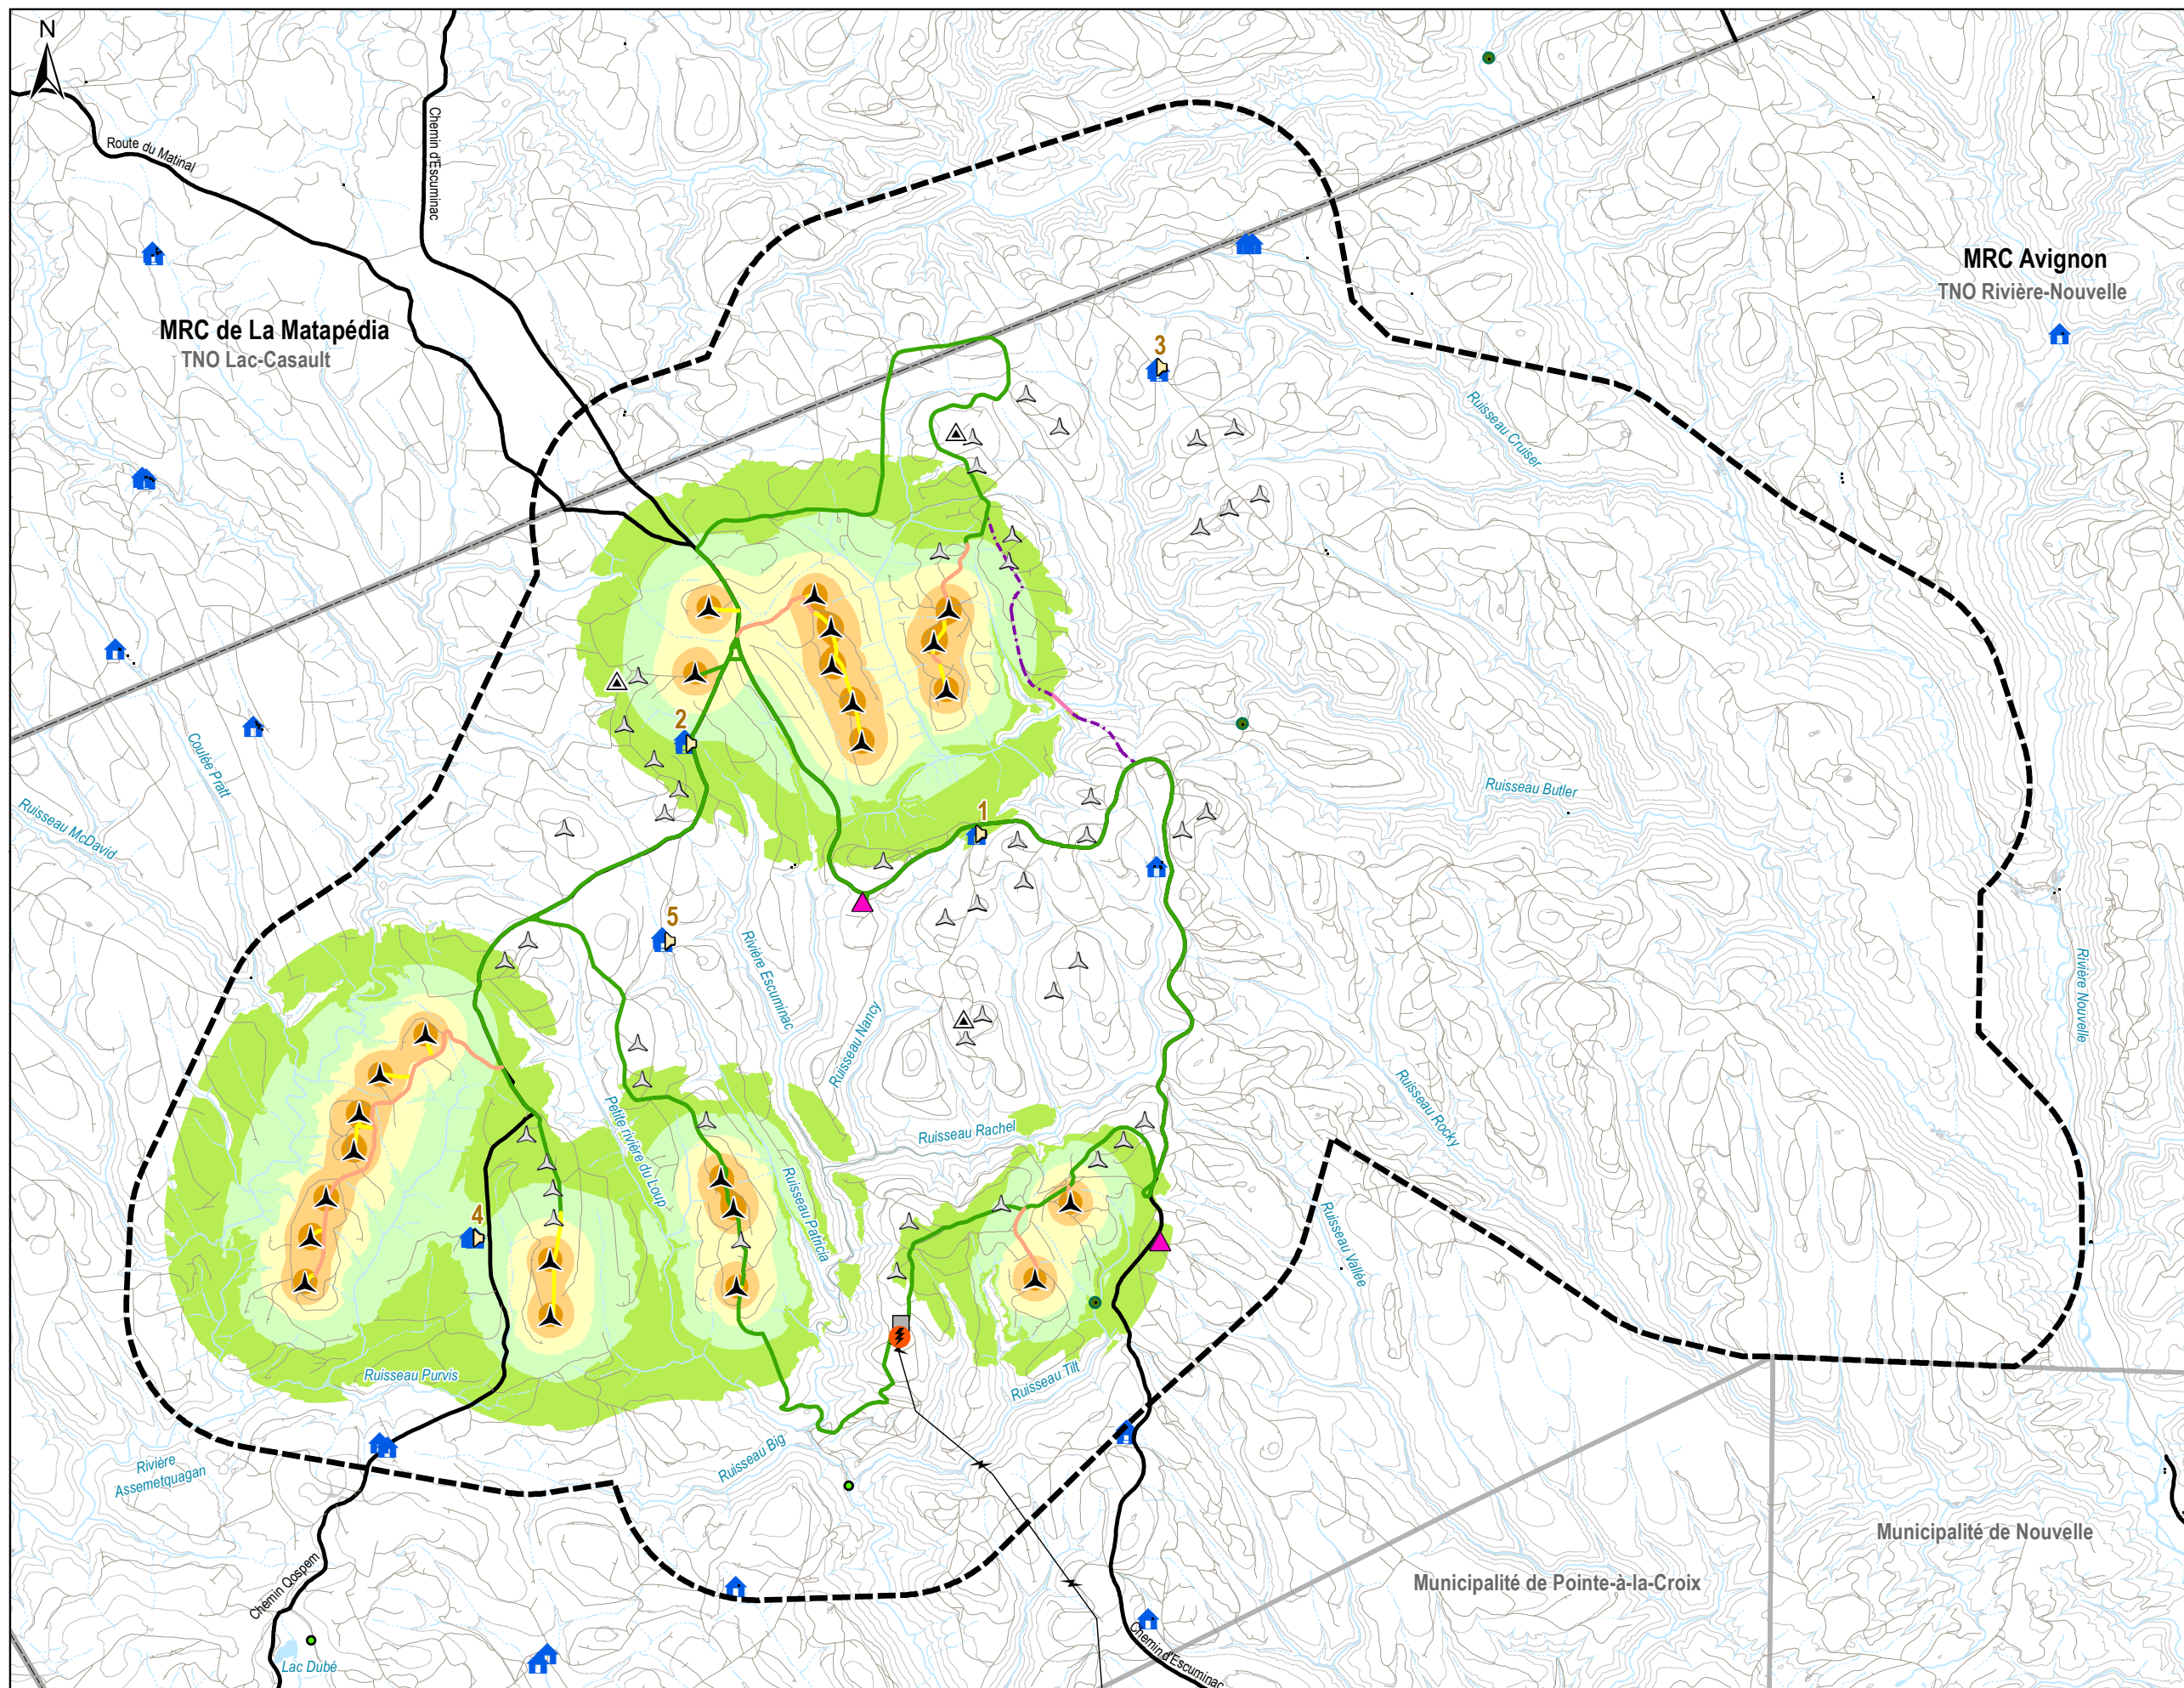 N
Route du Matinal
Chemin d'Escuminac
MRC Avignon
TNO Rivière-Nouvelle
MRC de La Matapédia
TNO Lac-Casault
3
Ruisseau Cruiser
2
Coulée Pratt
Ruisseau McDavid
Ruisseau Butler
1
5
Rivière Escuminac
Ruisseau Nancy
Rivière Nouvelle
Ruisseau Rocky
Petite rivière du Loup
Ruisseau Rachel
Ruisseau Patricia
4
Ruisseau Vallée
Ruisseau Purvis
Ruisseau Tilt
Ruisseau Big
Rivière
Assemetquagan
Municipalité de Nouvelle
Municipalité de Pointe-à-la-Croix
Chemin Qospem
Lac Dubé
Chemin d'Escuminac